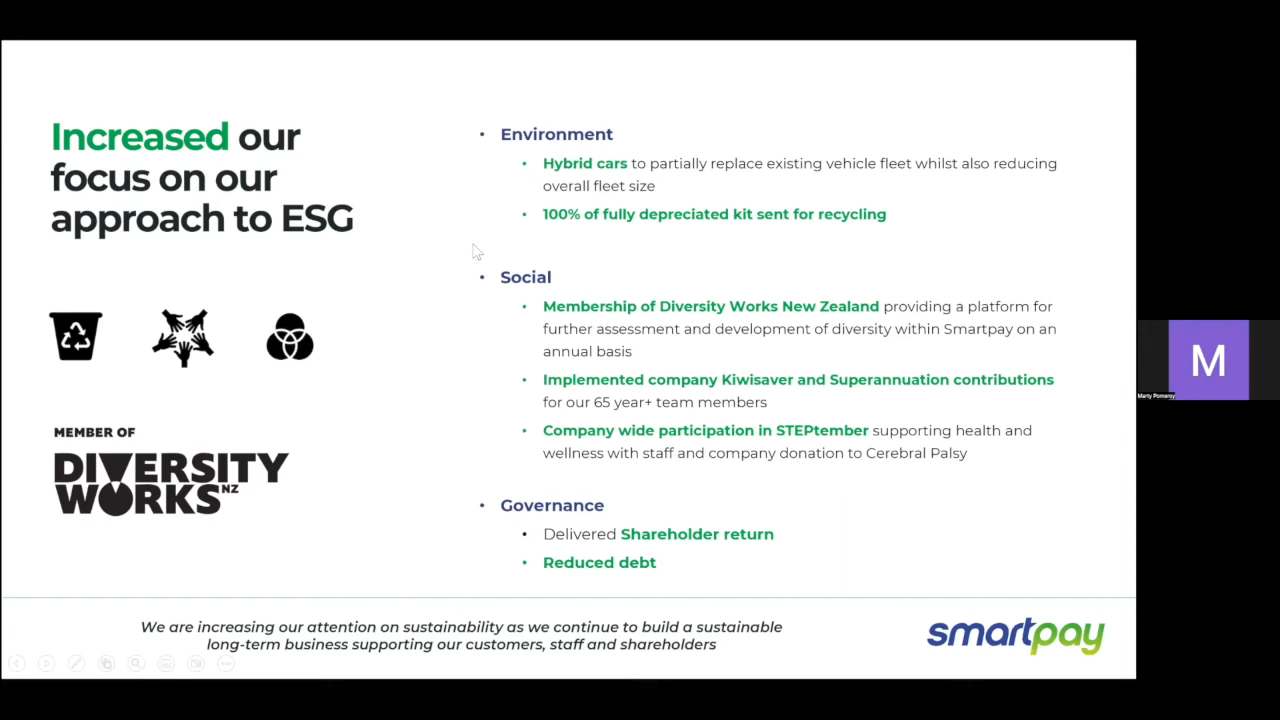 Increased our
focus on our
approach to ESG
MEMBER OF
DIVERSITY
WORKS NZ
• Environment
• Hybrid cars to partially replace existing vehicle fleet whilst also reducing
overall fleet size
• 100% of fully depreciated kit sent for recycling
• Social
• Membership of Diversity Works New Zealand providing a platform for
further assessment and development of diversity within Smartpay on an
annual basis
• Implemented company Kiwisaver and Superannuation contributions
for our 65 year+ team members
• Company wide participation in STEPtember supporting health and
wellness with staff and company donation to Cerebral Palsy
• Governance
• Delivered Shareholder return
• Reduced debt
We are increasing our attention on sustainability as we continue to build a sustainable
long-term business supporting our customers, staff and shareholders
smartpay
M
Marty Pomeroy